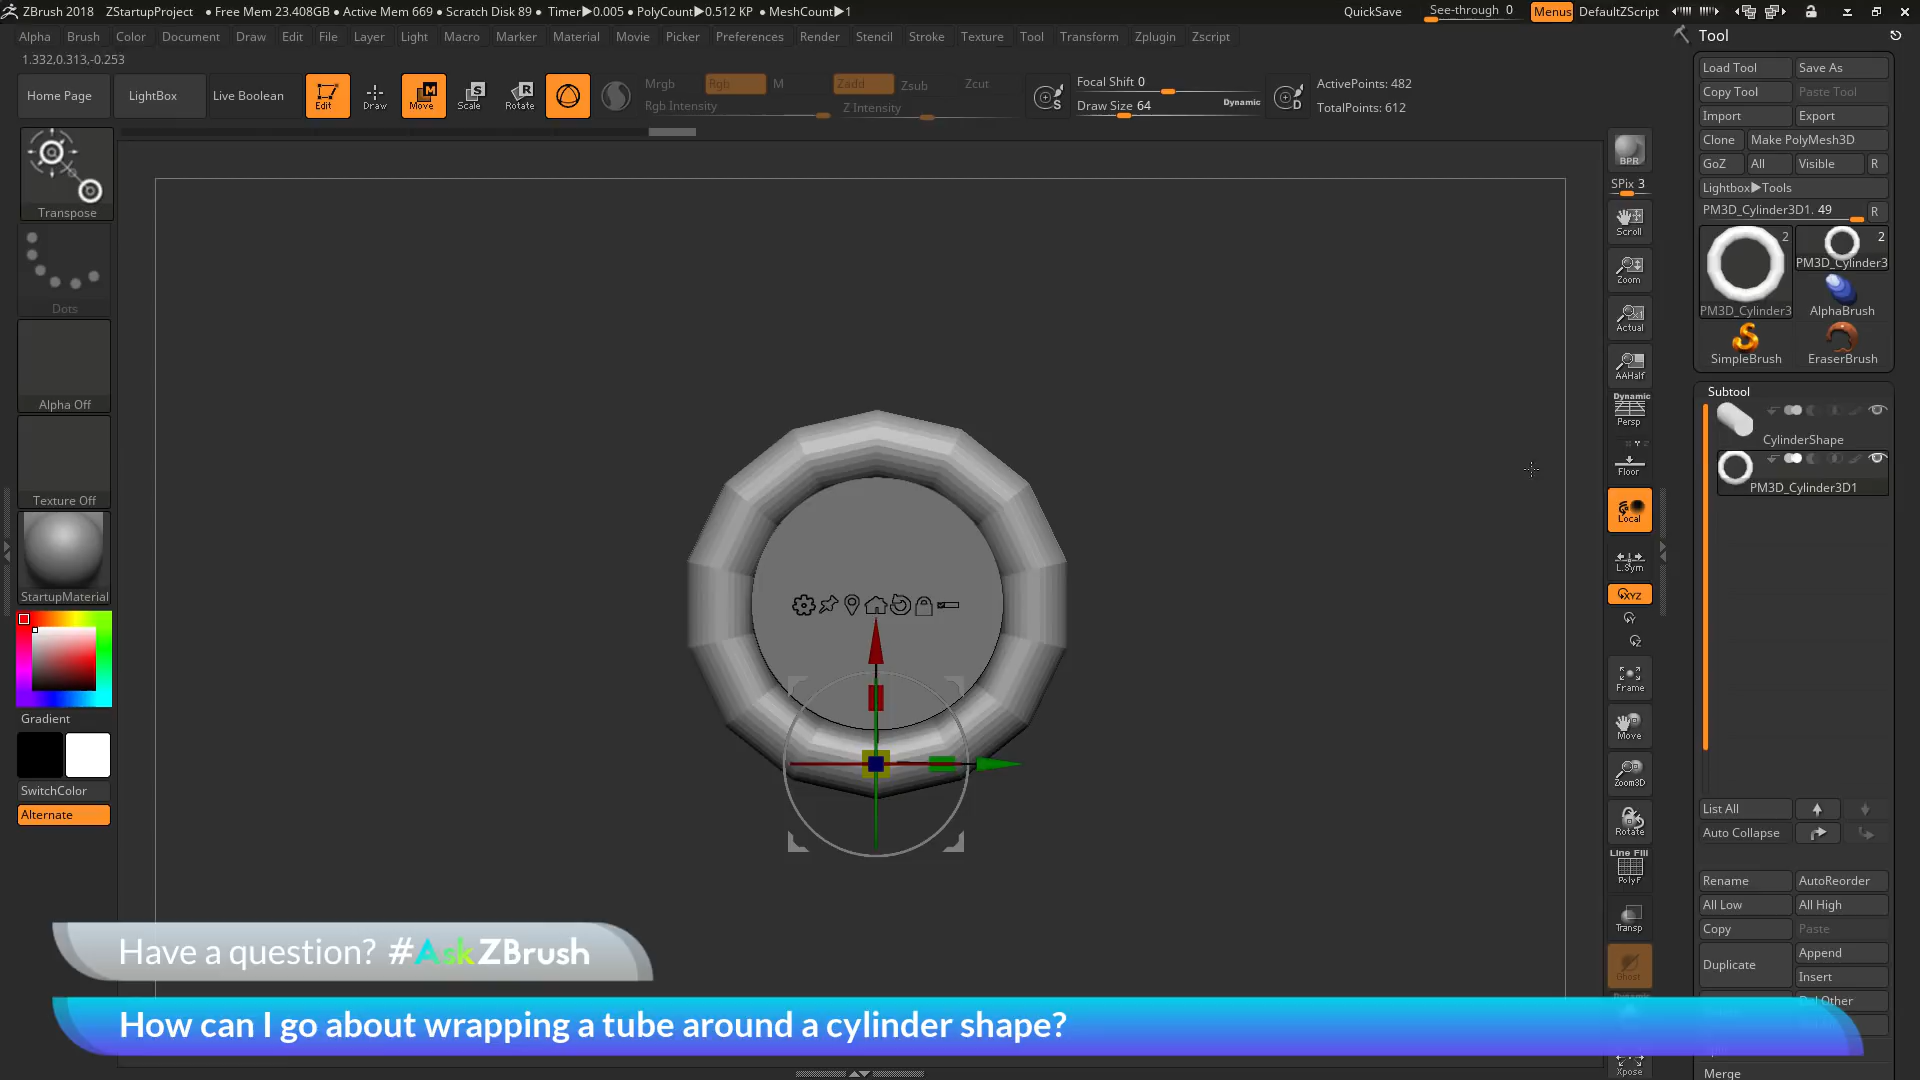 ZBrush 2018 ZStartupProject • Free Mem 23.408GB • Active Mem 669 • Scratch Disk 89 • Timer▶0.005 • PolyCount▶0.512 KP • MeshCount▶1 QuickSave See-through 0 Menus DefaultZScript
Alpha Brush Color Document Draw Edit File Layer Light Macro Marker Material Movie Picker Preferences Render Stencil Stroke Texture Tool Transform Zplugin Zscript
1.332,0.313,-0.253
Home Page LightBox Live Boolean Edit Draw Move Scale Rotate
Mrgb Rgb M Zadd Zsub Zcut
Rgb Intensity Z Intensity
Focal Shift 0
Draw Size 64 Dynamic
ActivePoints: 482
TotalPoints: 612
Transpose
Dots
Alpha Off
Texture Off
StartupMaterial
Gradient
SwitchColor
Alternate
BPR
SPix 3
Scroll
Zoom
Actual
AAHalf
Dynamic
Persp
Floor
Local
L.Sym
XYZ
Frame
Move
Zoom3D
Rotate
Line Fill
PolyF
Transp
Ghost
Dynamic
Xpose
Tool
Load Tool Save As
Copy Tool Paste Tool
Import Export
Clone Make PolyMesh3D
GoZ All Visible R
Lightbox▶Tools
PM3D_Cylinder3D1. 49 R
2 2
PM3D_Cylinder3
PM3D_Cylinder3 AlphaBrush
SimpleBrush EraserBrush
Subtool
CylinderShape
PM3D_Cylinder3D1
List All
Auto Collapse
Rename AutoReorder
All Low All High
Copy Paste
Duplicate Append
Insert
Del Other
Merge
Have a question? #AskZBrush
How can I go about wrapping a tube around a cylinder shape?